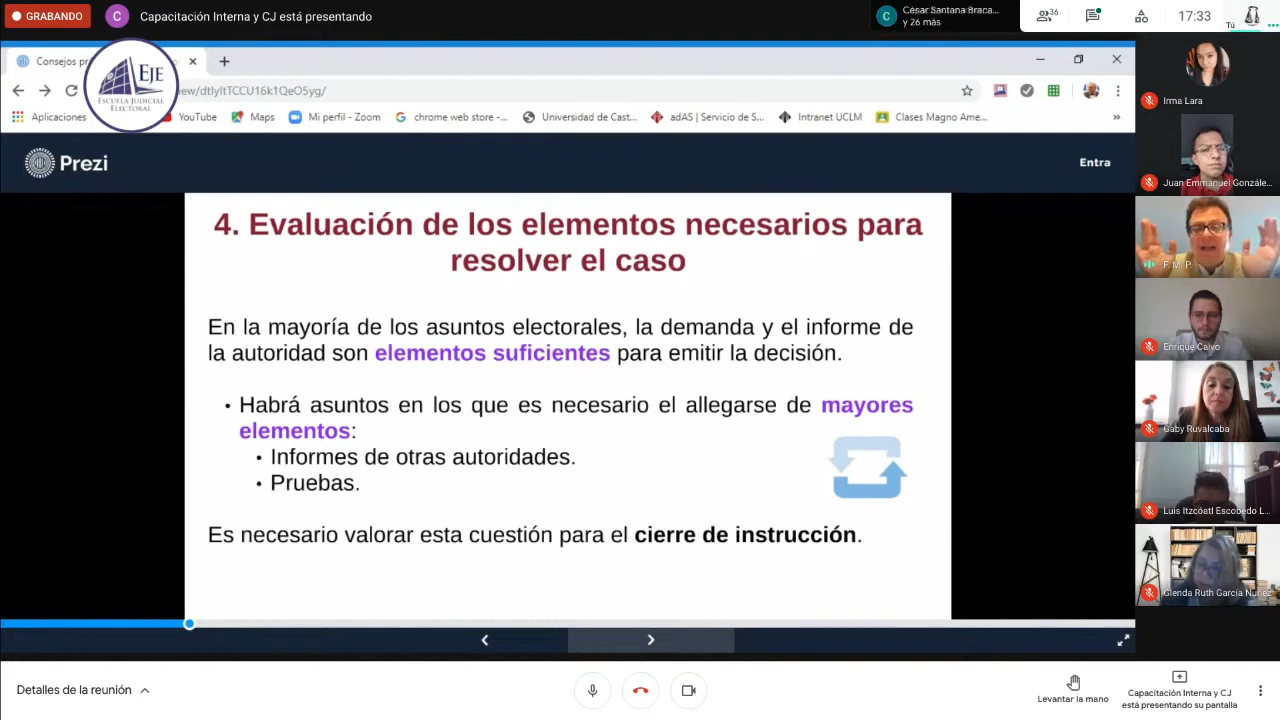 GRABANDO
C
Capacitación Interna y CJ está presentando
C
César Santana Braca...
y 26 más
36
17:33
Tú
Consejos pr
EJE
ESCUELA JUDICIAL
ELECTORAL
ew/dtIyItTCCU16k1QeO5yg/
Aplicaciones
YouTube
Maps
Mi perfil - Zoom
chrome web store -...
Universidad de Cast...
adAS | Servicio de S...
Intranet UCLM
Clases Magno Ame...
»
Prezi
Entra
4. Evaluación de los elementos necesarios para
resolver el caso
En la mayoría de los asuntos electorales, la demanda y el informe de
la autoridad son elementos suficientes para emitir la decisión.
• Habrá asuntos en los que es necesario el allegarse de mayores
elementos:
• Informes de otras autoridades.
• Pruebas.
Es necesario valorar esta cuestión para el cierre de instrucción.
Irma Lara
Juan Emmanuel Gonzále...
F. M. P.
Enrique Calvo
Gaby Ruvalcaba
Luis Itzcóatl Escobedo L...
Glenda Ruth García Nuñez
Detalles de la reunión
Levantar la mano
Capacitación Interna y CJ
está presentando su pantalla